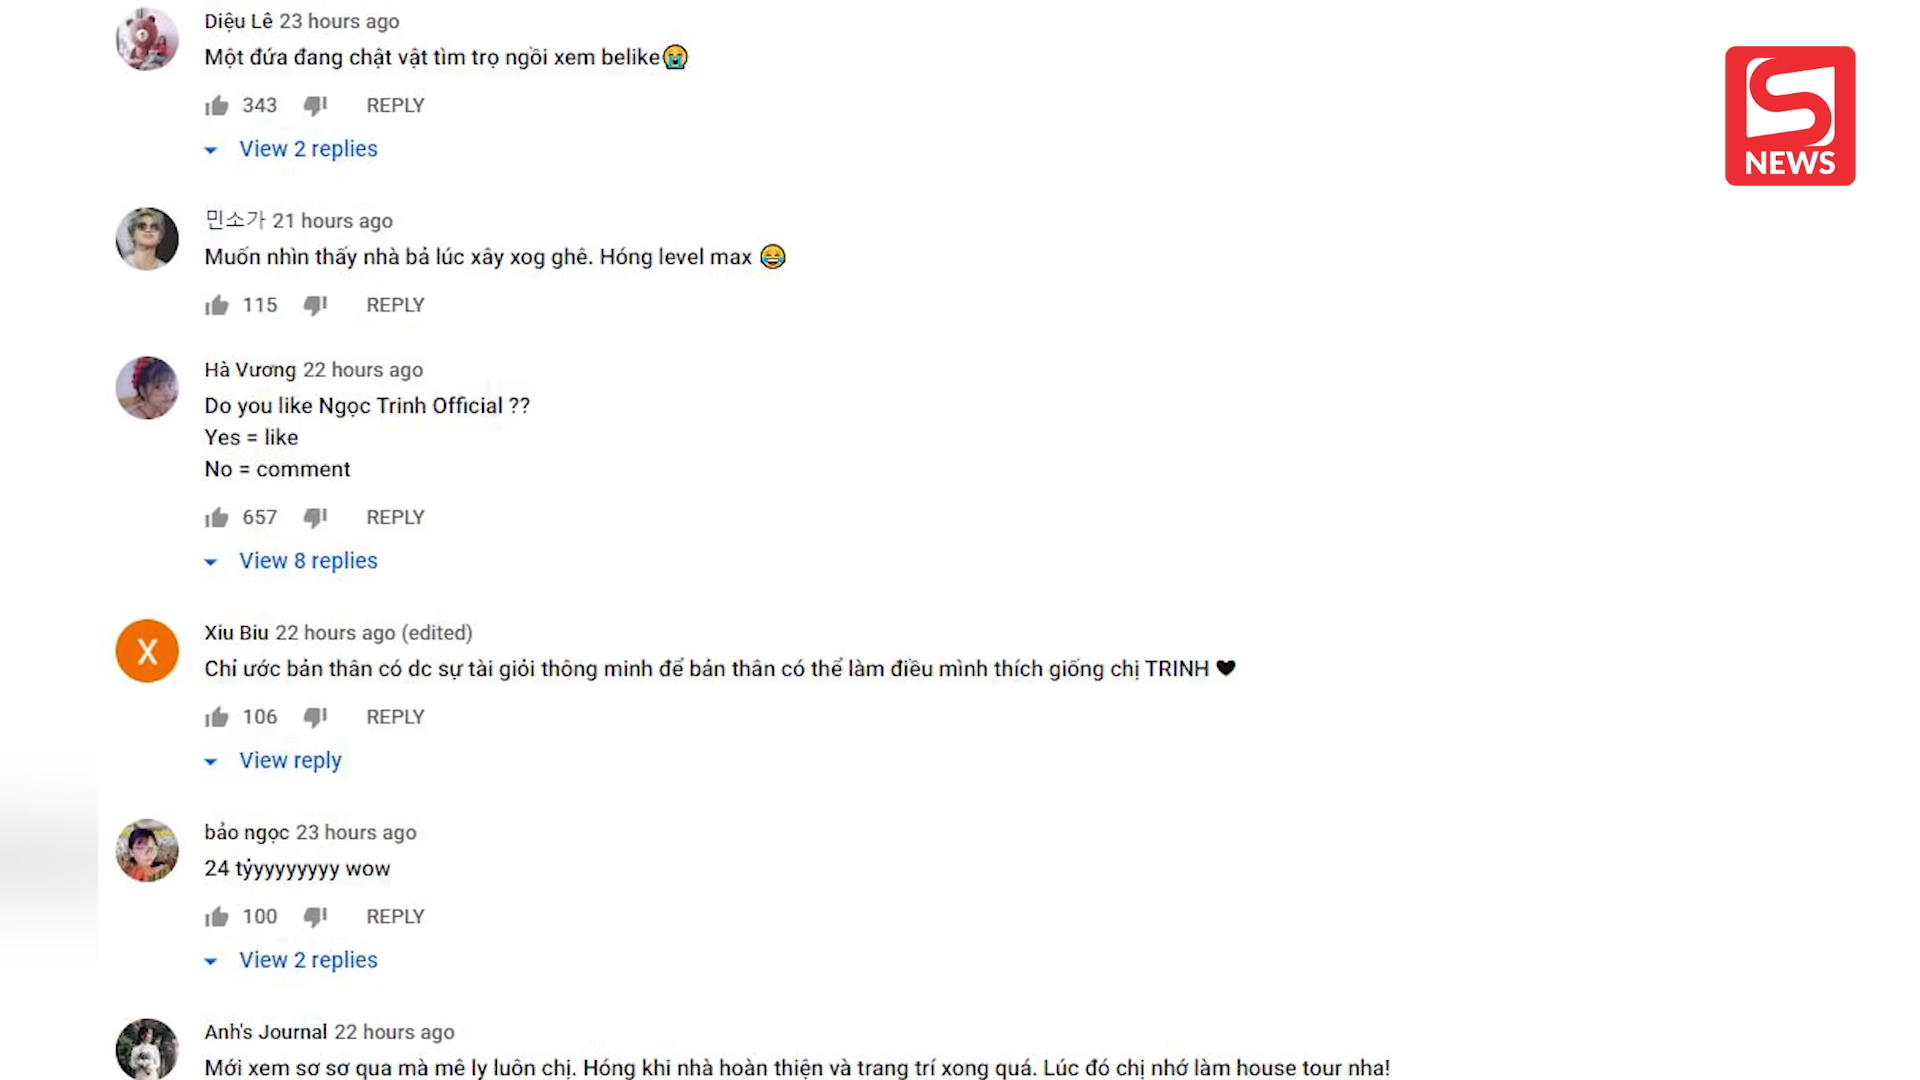 Diệu Lê 23 hours ago
Một đứa đang chật vật tìm trọ ngồi xem belike😭
343 REPLY
View 2 replies
S
NEWS
민소가 21 hours ago
Muốn nhìn thấy nhà bả lúc xây xog ghê. Hóng level max 😂
115 REPLY
Hà Vương 22 hours ago
Do you like Ngọc Trinh Official ??
Yes = like
No = comment
657 REPLY
View 8 replies
X
Xiu Biu 22 hours ago (edited)
Chỉ ước bản thân có dc sự tài giỏi thông minh để bản thân có thể làm điều mình thích giống chị TRINH ♥
106 REPLY
View reply
bảo ngọc 23 hours ago
24 tỷyyyyyyyy wow
100 REPLY
View 2 replies
Anh's Journal 22 hours ago
Mới xem sơ sơ qua mà mê ly luôn chị. Hóng khi nhà hoàn thiện và trang trí xong quá. Lúc đó chị nhớ làm house tour nha!